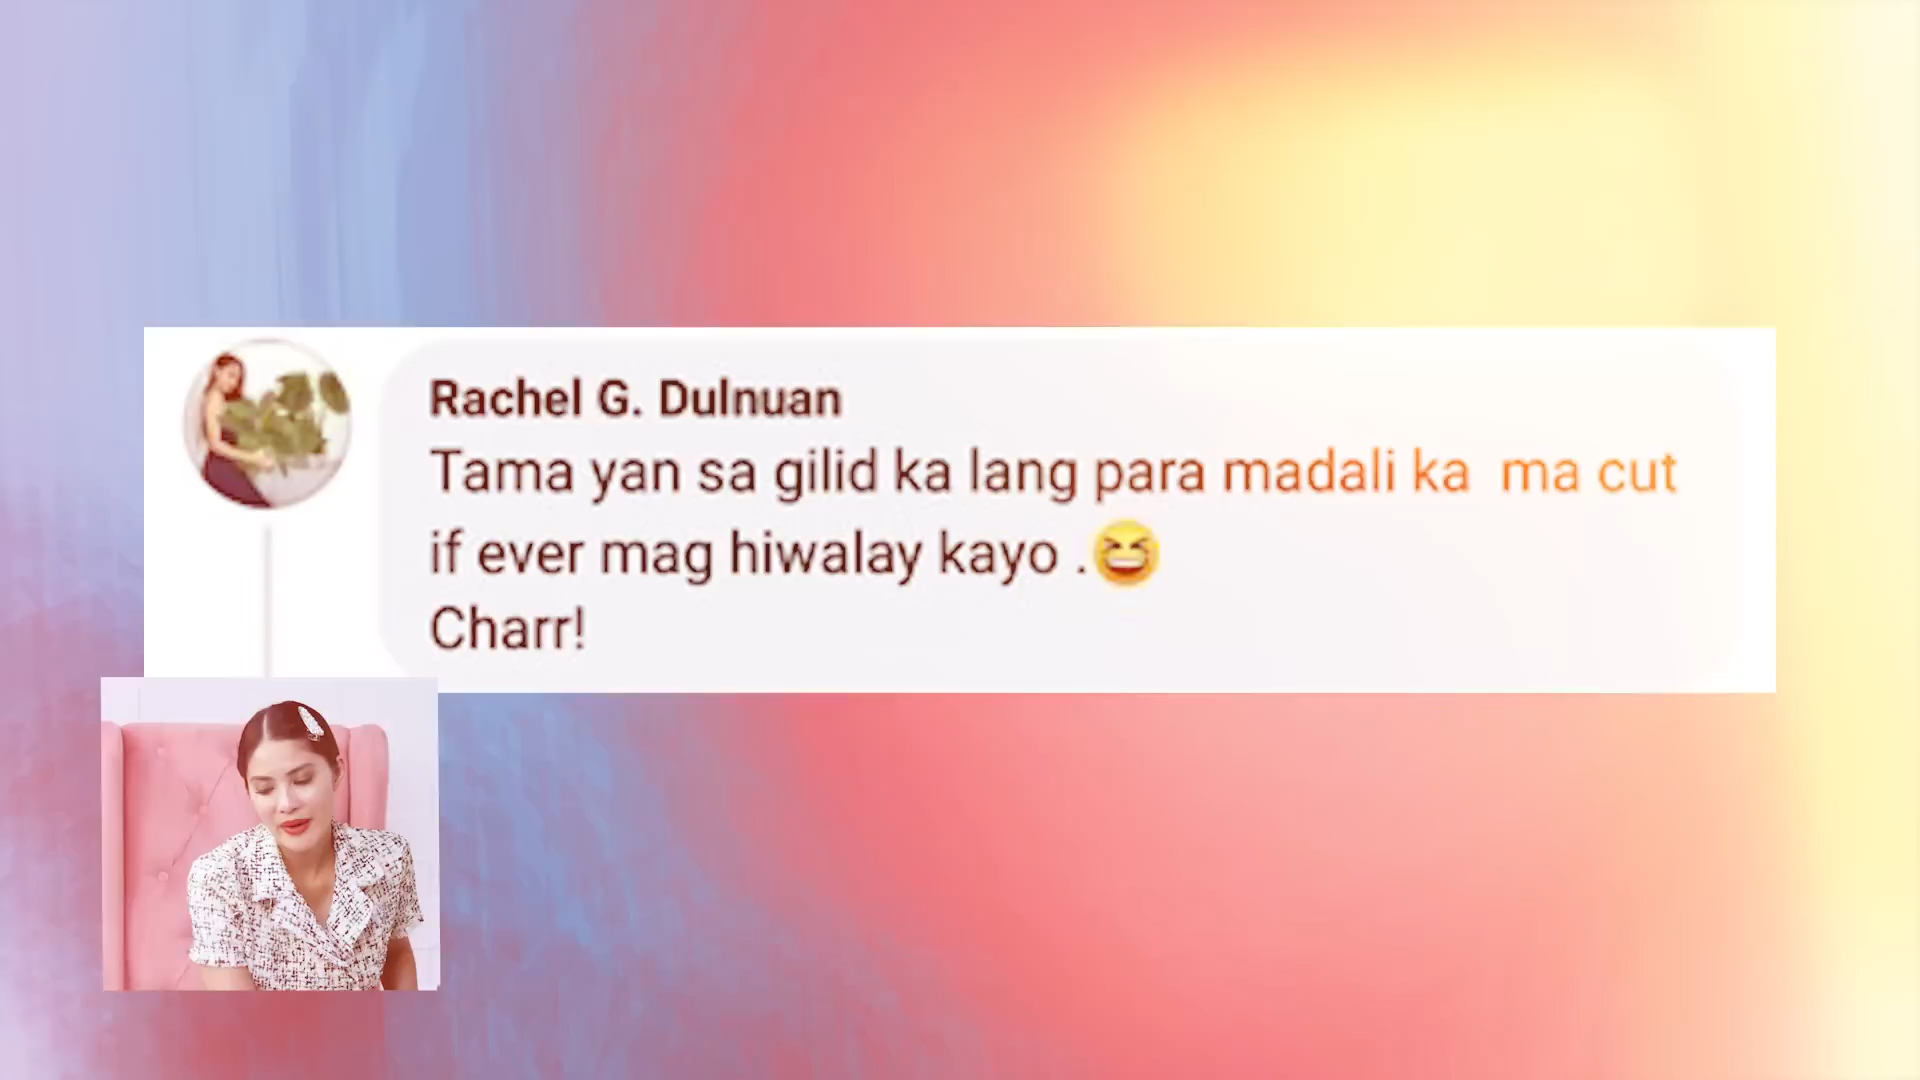 Rachel G. Dulnuan
Tama yan sa gilid ka lang para madali ka ma cut
if ever mag hiwalay kayo .😆
Charr!